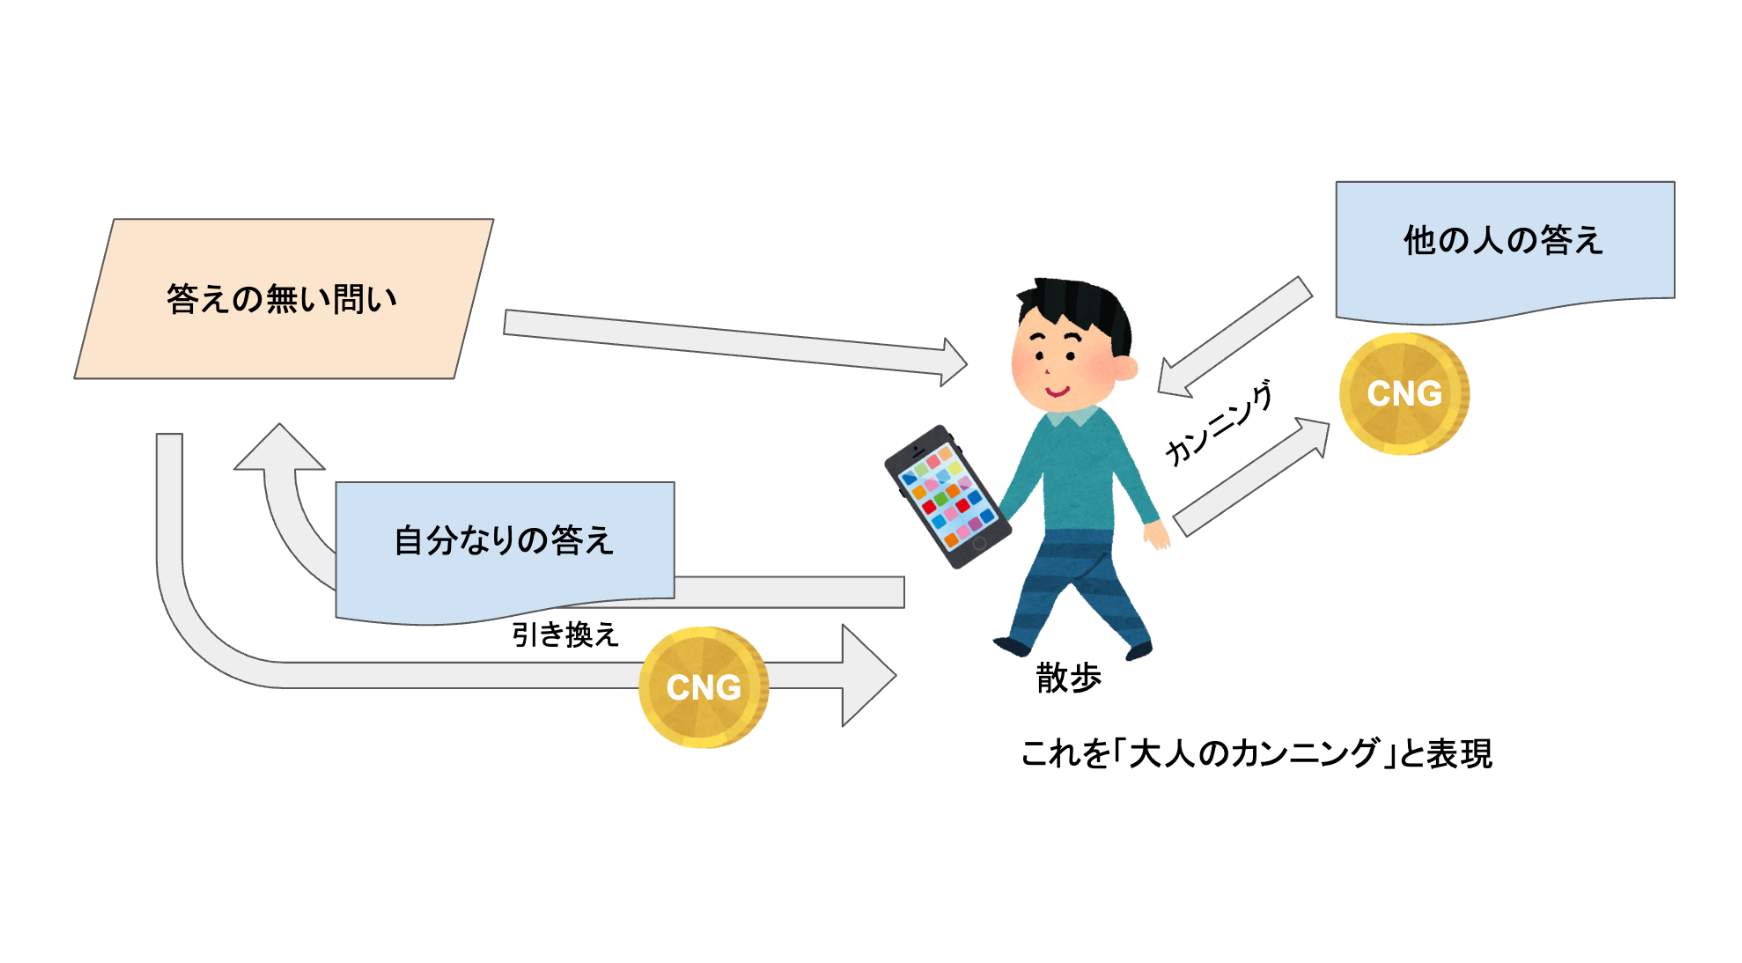 答えの無い問い
他の人の答え
CNG
カンニング
自分なりの答え
引き換え
CNG
散歩
これを「大人のカンニング」と表現